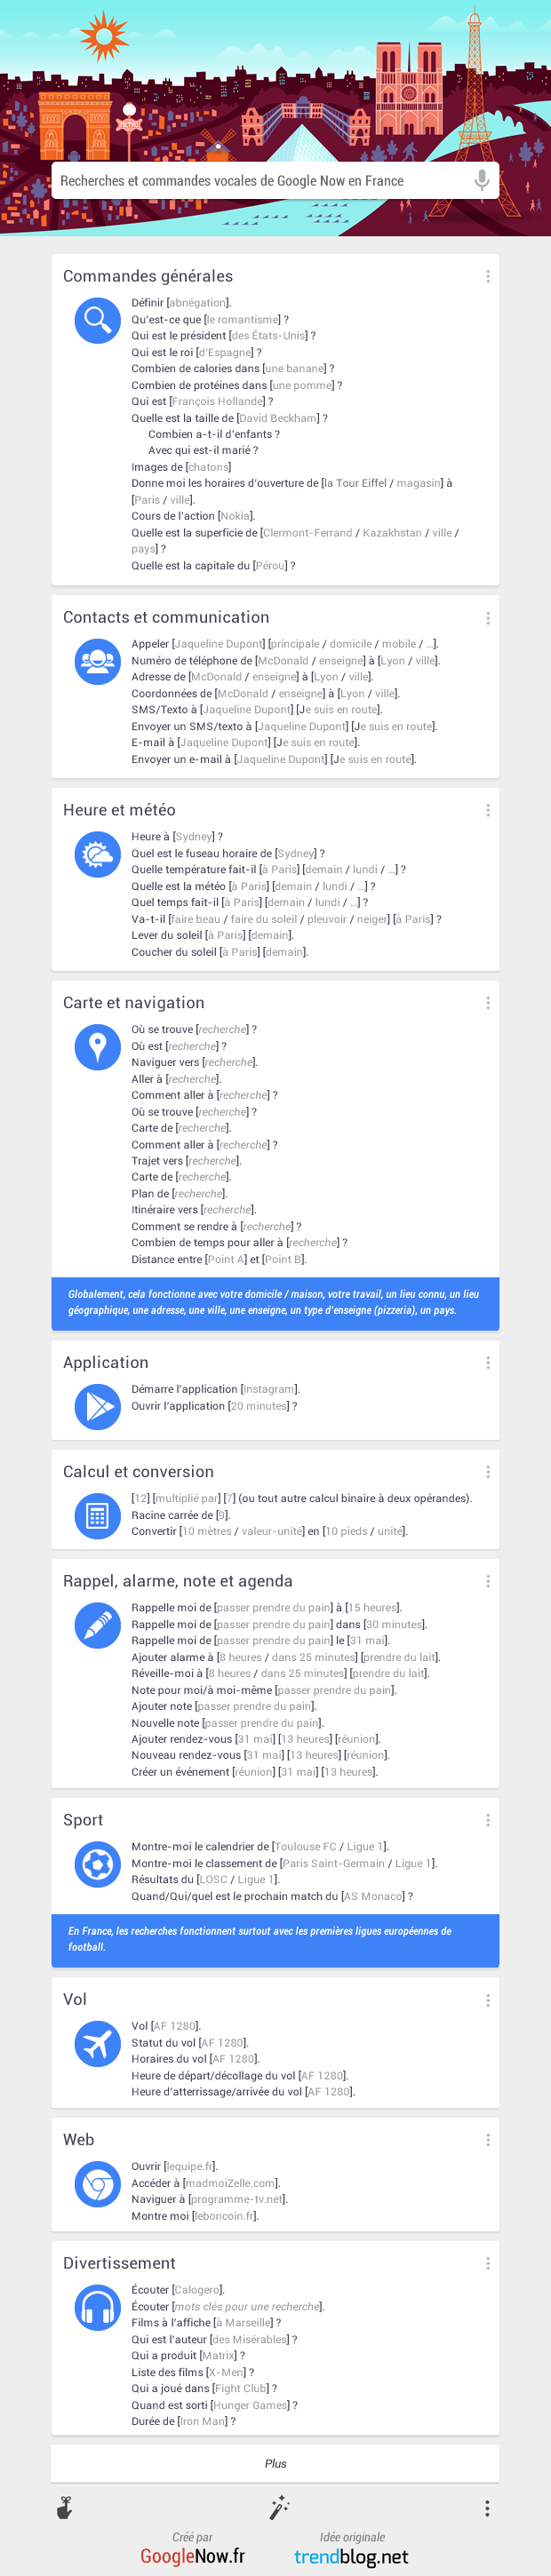 METRO
Recherches et commandes vocales de Google Now en France
Commandes générales
Définir [abnégation].
Qu'est-ce que [le romantisme] ?
Qui est le président [des États-Unis] ?
Qui est le roi [d'Espagne] ?
Combien de calories dans [une banane] ?
Combien de protéines dans [une pomme] ?
Qui est [François Hollande] ?
Quelle est la taille de [David Beckham] ?
Combien a-t-il d'enfants ?
Avec qui est-il marié ?
Images de [chatons]
Donne moi les horaires d'ouverture de [la Tour Eiffel / magasin] à
[Paris / ville].
Cours de l'action [Nokia].
Quelle est la superficie de [Clermont-Ferrand / Kazakhstan / ville /
pays] ?
Quelle est la capitale du [Pérou] ?
Contacts et communication
Appeler [Jaqueline Dupont] [principale / domicile / mobile / ...].
Numéro de téléphone de [McDonald / enseigne] à [Lyon / ville].
Adresse de [McDonald / enseigne] à [Lyon / ville].
Coordonnées de [McDonald / enseigne] à [Lyon / ville].
SMS/Texto à [Jaqueline Dupont] [Je suis en route].
Envoyer un SMS/texto à [Jaqueline Dupont] [Je suis en route].
E-mail à [Jaqueline Dupont] [Je suis en route].
Envoyer un e-mail à [Jaqueline Dupont] [Je suis en route].
Heure et météo
Heure à [Sydney] ?
Quel est le fuseau horaire de [Sydney] ?
Quelle température fait-il [à Paris] [demain / lundi / ...] ?
Quelle est la météo [à Paris] [demain / lundi / ...] ?
Quel temps fait-il [à Paris] [demain / lundi / ...] ?
Va-t-il [faire beau / faire du soleil / pleuvoir / neiger] [à Paris] ?
Lever du soleil [à Paris] [demain].
Coucher du soleil [à Paris] [demain].
Carte et navigation
Où se trouve [recherche] ?
Où est [recherche] ?
Naviguer vers [recherche].
Aller à [recherche].
Comment aller à [recherche] ?
Où se trouve [recherche] ?
Carte de [recherche].
Comment aller à [recherche] ?
Trajet vers [recherche].
Carte de [recherche].
Plan de [recherche].
Itinéraire vers [recherche].
Comment se rendre à [recherche] ?
Combien de temps pour aller à [recherche] ?
Distance entre [Point A] et [Point B].
Globalement, cela fonctionne avec votre domicile / maison, votre travail, un lieu connu, un lieu
géographique, une adresse, une ville, une enseigne, un type d'enseigne (pizzeria), un pays.
Application
Démarre l'application [Instagram].
Ouvrir l'application [20 minutes] ?
Calcul et conversion
[12] [multiplié par] [7] (ou tout autre calcul binaire à deux opérandes).
Racine carrée de [9].
Convertir [10 mètres / valeur-unité] en [10 pieds / unité].
Rappel, alarme, note et agenda
Rappelle moi de [passer prendre du pain] à [15 heures].
Rappelle moi de [passer prendre du pain] dans [30 minutes].
Rappelle moi de [passer prendre du pain] le [31 mai].
Ajouter alarme à [8 heures / dans 25 minutes] [prendre du lait].
Réveille-moi à [8 heures / dans 25 minutes] [prendre du lait].
Note pour moi/à moi-même [passer prendre du pain].
Ajouter note [passer prendre du pain].
Nouvelle note [passer prendre du pain].
Ajouter rendez-vous [31 mai] [13 heures] [réunion].
Nouveau rendez-vous [31 mai] [13 heures] [réunion].
Créer un événement [réunion] [31 mai] [13 heures].
Sport
Montre-moi le calendrier de [Toulouse FC / Ligue 1].
Montre-moi le classement de [Paris Saint-Germain / Ligue 1].
Résultats du [LOSC / Ligue 1].
Quand/Qui/quel est le prochain match du [AS Monaco] ?
En France, les recherches fonctionnent surtout avec les premières ligues européennes de
football.
Vol
Vol [AF 1280].
Statut du vol [AF 1280].
Horaires du vol [AF 1280].
Heure de départ/décollage du vol [AF 1280].
Heure d'atterrissage/arrivée du vol [AF 1280].
Web
Ouvrir [lequipe.fr].
Accéder à [madmoiZelle.com].
Naviguer à [programme-tv.net].
Montre moi [leboncoin.fr].
Divertissement
Écouter [Calogero].
Écouter [mots clés pour une recherche].
Films à l'affiche [à Marseille] ?
Qui est l'auteur [des Misérables] ?
Qui a produit [Matrix] ?
Liste des films [X-Men] ?
Qui a joué dans [Fight Club] ?
Quand est sorti [Hunger Games] ?
Durée de [Iron Man] ?
Plus
Créé par
GoogleNow.fr
Idée originale
trendblog.net